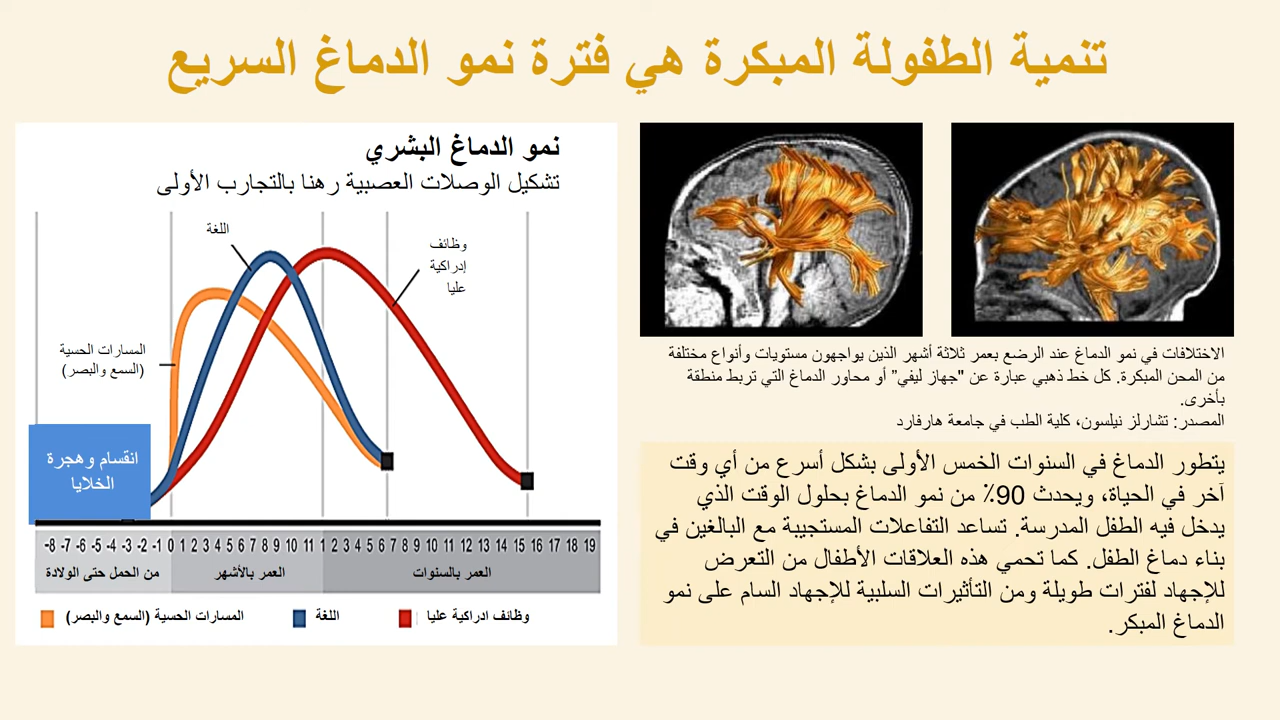 تنمية الطفولة المبكرة هي فترة نمو الدماغ السريع
نمو الدماغ البشري
تشكيل الوصلات العصبية رهنا بالتجارب الأولى
اللغة
وظائف
إدراكية
عليا
المسارات الحسية
(السمع والبصر)
انقسام وهجرة
الخلايا
-8 -7 -6 -5 -4 -3 -2 -1 0 1 2 3 4 5 6 7 8 9 10 11 1 2 3 4 5 6 7 8 9 10 11 12 13 14 15 16 17 18 19
من الحمل حتى الولادة
العمر بالأشهر
العمر بالسنوات
المسارات الحسية (السمع والبصر)
اللغة
وظائف ادراكية عليا
الاختلافات في نمو الدماغ عند الرضع بعمر ثلاثة أشهر الذين يواجهون مستويات وأنواع مختلفة
من المحن المبكرة. كل خط ذهبي عبارة عن "جهاز ليفي" أو محاور الدماغ التي تربط منطقة
بأخرى.
المصدر: تشارلز نيلسون، كلية الطب في جامعة هارفارد
يتطور الدماغ في السنوات الخمس الأولى بشكل أسرع من أي وقت
آخر في الحياة، ويحدث 90٪ من نمو الدماغ بحلول الوقت الذي
يدخل فيه الطفل المدرسة. تساعد التفاعلات المستجيبة مع البالغين في
بناء دماغ الطفل. كما تحمي هذه العلاقات الأطفال من التعرض
للإجهاد لفترات طويلة ومن التأثيرات السلبية للإجهاد السام على نمو
الدماغ المبكر.